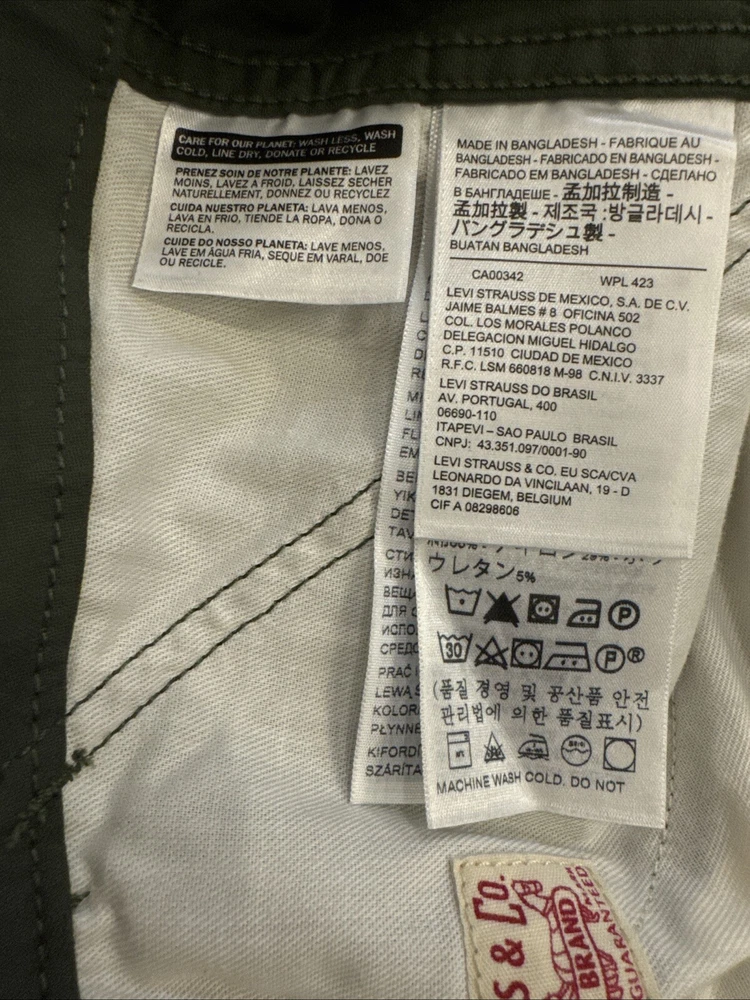 CARE FOR OUR PLANET: WASH LESS, WASH
COLD, LINE DRY, DONATE OR RECYCLE
PRENEZ SOIN DE NOTRE PLANETE: LAVEZ
MOINS, LAVEZ A FROID, LAISSEZ SECHER
NATURELLEMENT, DONNEZ OU RECYCLEZ
CUIDA NUESTRO PLANETA: LAVA MENOS,
LAVA EN FRIO, TIENDE LA ROPA, DONA O
RECICLA.
CUIDE DO NOSSO PLANETA: LAVE MENOS,
LAVE EM ÁGUA FRIA, SEQUE EM VARAL, DOE
OU RECICLE.
MADE IN BANGLADESH - FABRIQUE AU
BANGLADESH - FABRICADO EN BANGLADESH -
FABRICADO EM BANGLADESH - СДЕЛАНО
В БАНГЛАДЕШЕ - 孟加拉制造 -
孟加拉製 - 제조국 :방글라데시 -
バングラデシュ製 -
BUATAN BANGLADESH
CA00342 WPL 423
LEVI STRAUSS DE MEXICO, S.A. DE C.V.
JAIME BALMES # 8 OFICINA 502
COL. LOS MORALES POLANCO
DELEGACION MIGUEL HIDALGO
C.P. 11510 CIUDAD DE MEXICO
R.F.C. LSM 660818 M-98 C.N.I.V. 3337
LEVI STRAUSS DO BRASIL
AV. PORTUGAL, 400
06690-110
ITAPEVI – SAO PAULO BRASIL
CNPJ: 43.351.097/0001-90
LEVI STRAUSS & CO. EU SCA/CVA
LEONARDO DA VINCILAAN, 19 - D
1831 DIEGEM, BELGIUM
CIF A 08298606
ウレタン5%
P
30 P®
(품질 경영 및 공산품 안전
관리법에 의한 품질표시)
MACHINE WASH COLD. DO NOT
PRAĆ
KOLOR
S & Co.
BRAND
GUARANTEED